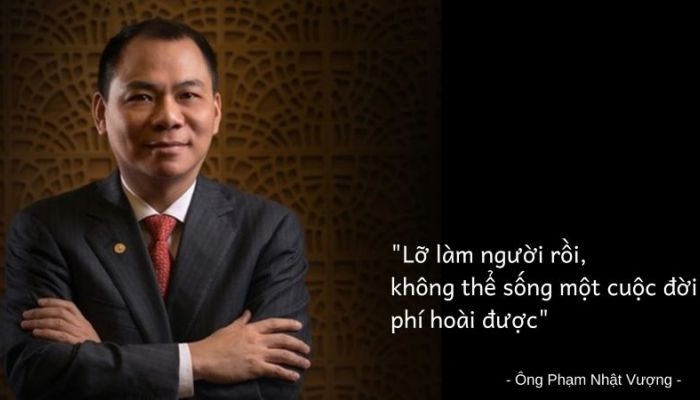 "Lỡ làm người rồi,
không thể sống một cuộc đời
phí hoài được"
- Ông Phạm Nhật Vượng -